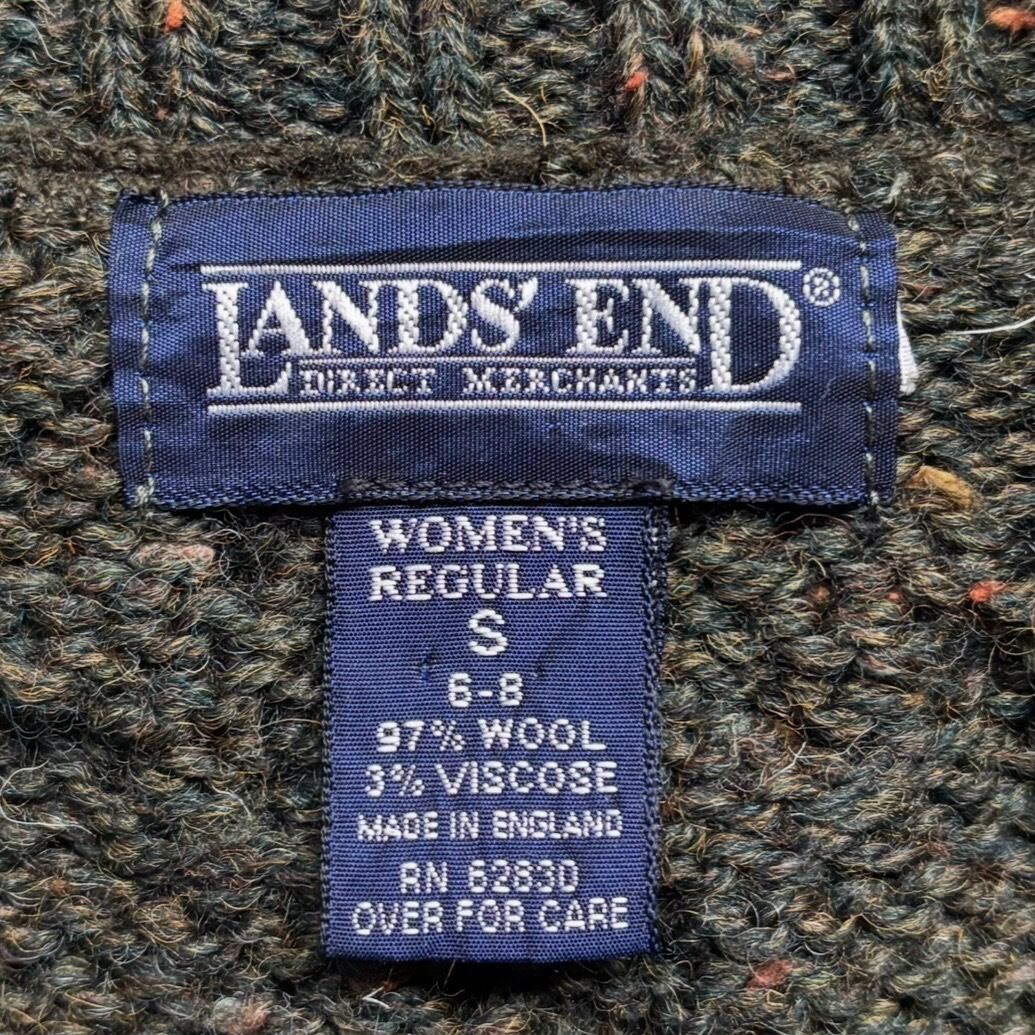 LANDS' END®
DIRECT MERCHANTS
WOMEN'S
REGULAR
S
6-8
97% WOOL
3% VISCOSE
MADE IN ENGLAND
RN 62830
OVER FOR CARE